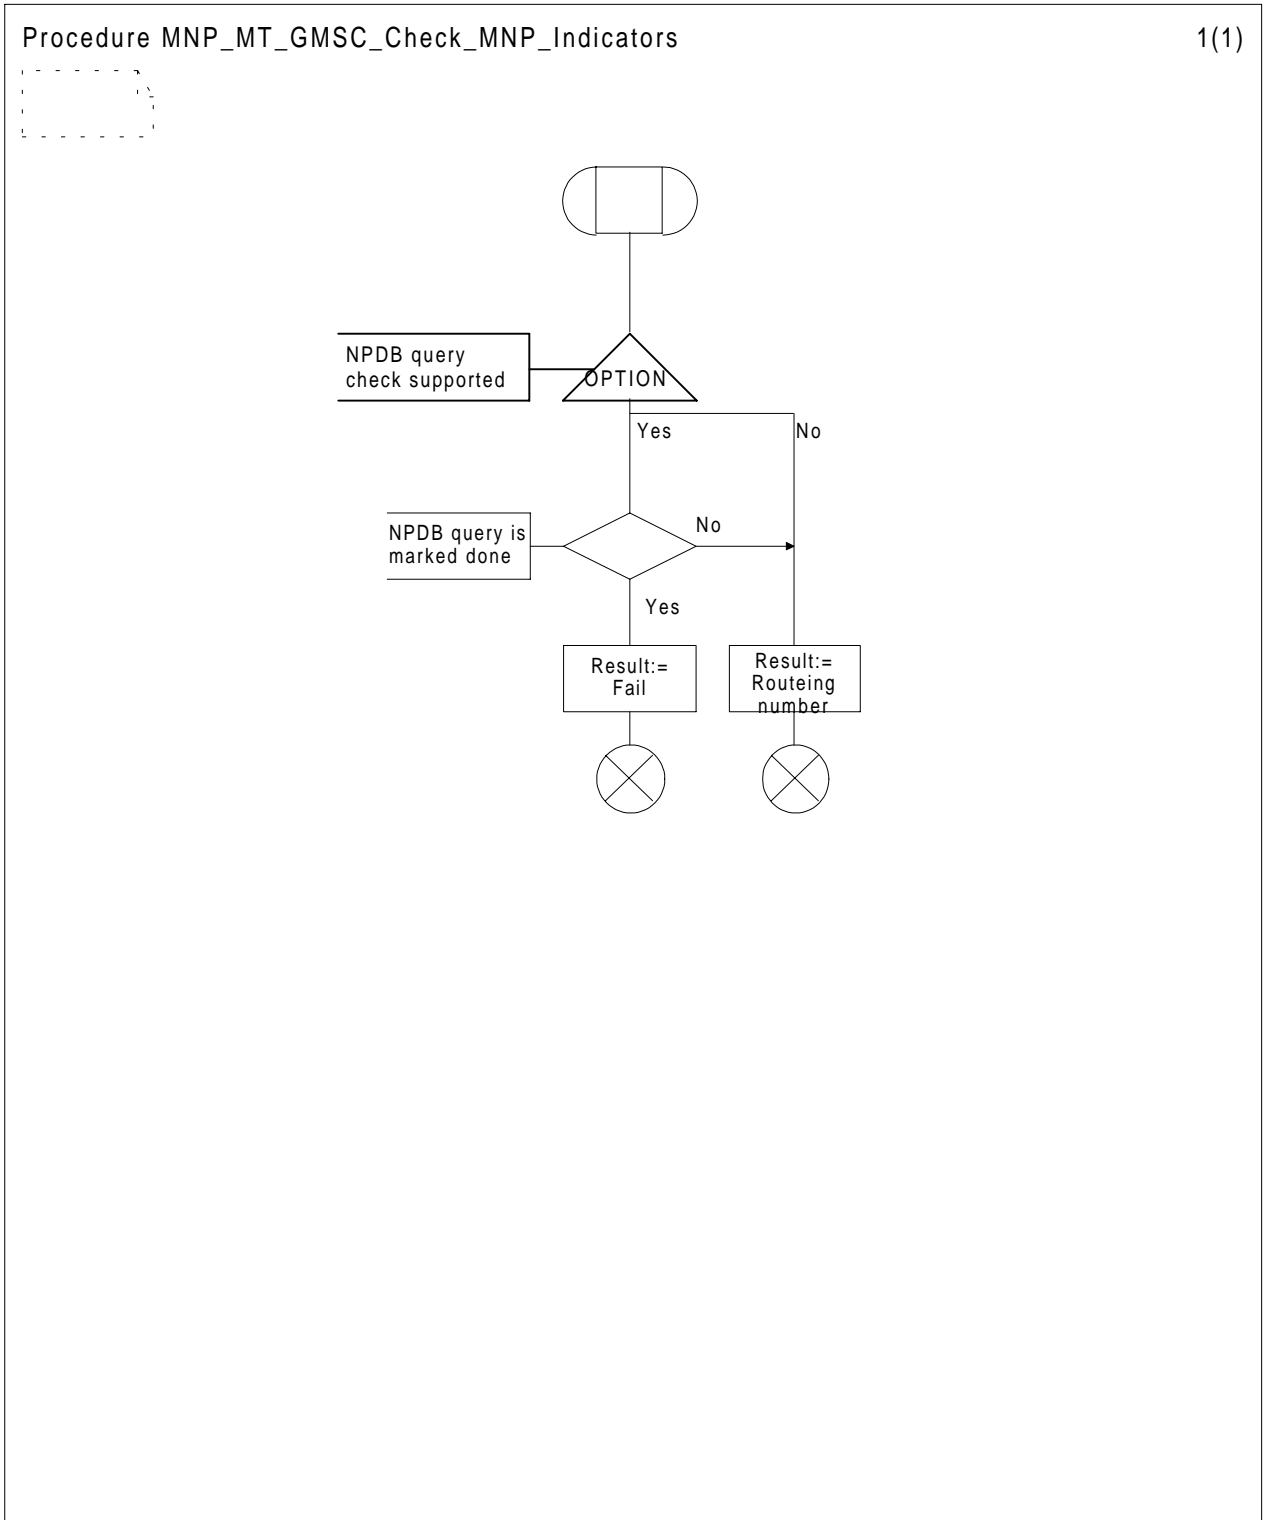 Procedure MNP_MT_GMSC_Check_MNP_Indicators
1(1)
NPDB query
check supported
OPTION
Yes
No
NPDB query is
marked done
No
Yes
Result:=
Fail
Result:=
Routeing
number